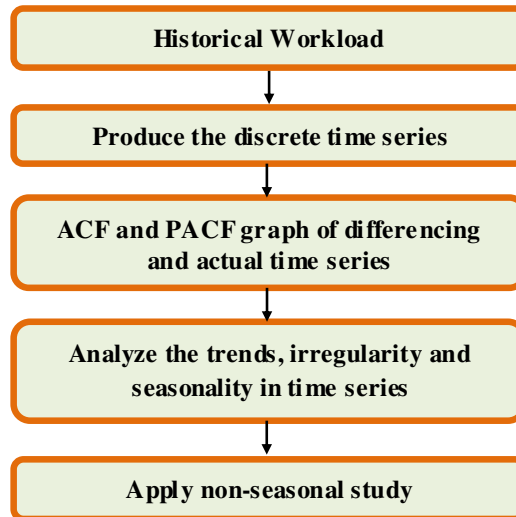 Historical Workload
Produce the discrete time series
ACF and PACF graph of differencing
and actual time series
Analyze the trends, irregularity and
seasonality in time series
Apply non-seasonal study